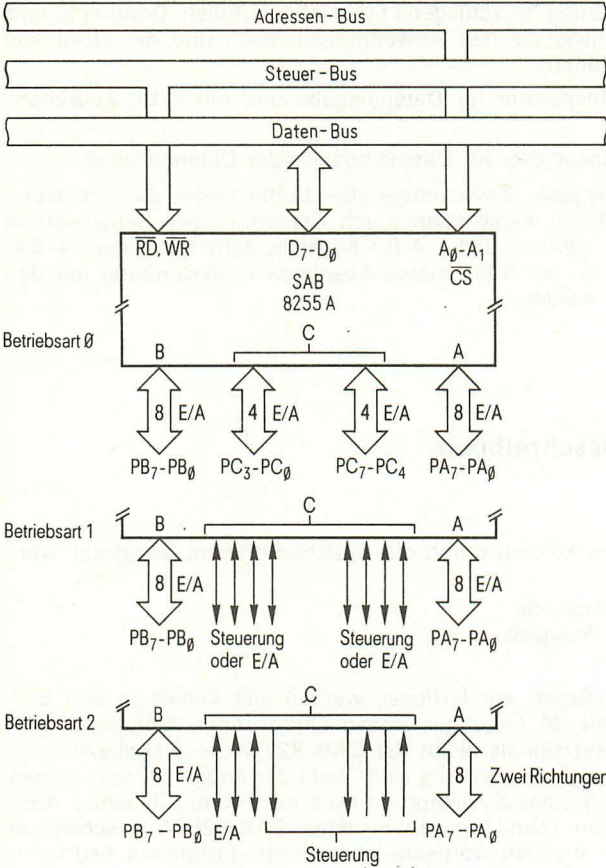 Adressen-Bus
Steuer-Bus
Daten-Bus
RD, WR D7-D0 A0-A1
SAB CS
8255 A
Betriebsart 0
B C A
8 E/A 4 E/A 4 E/A 8 E/A
PB7-PB0 PC3-PC0 PC7-PC4 PA7-PA0
Betriebsart 1
B C A
8 E/A 8 E/A
PB7-PB0 Steuerung oder E/A Steuerung oder E/A PA7-PA0
Betriebsart 2
B C A
8 E/A 8 Zwei Richtungen
PB7-PB0 E/A PA7-PA0
Steuerung